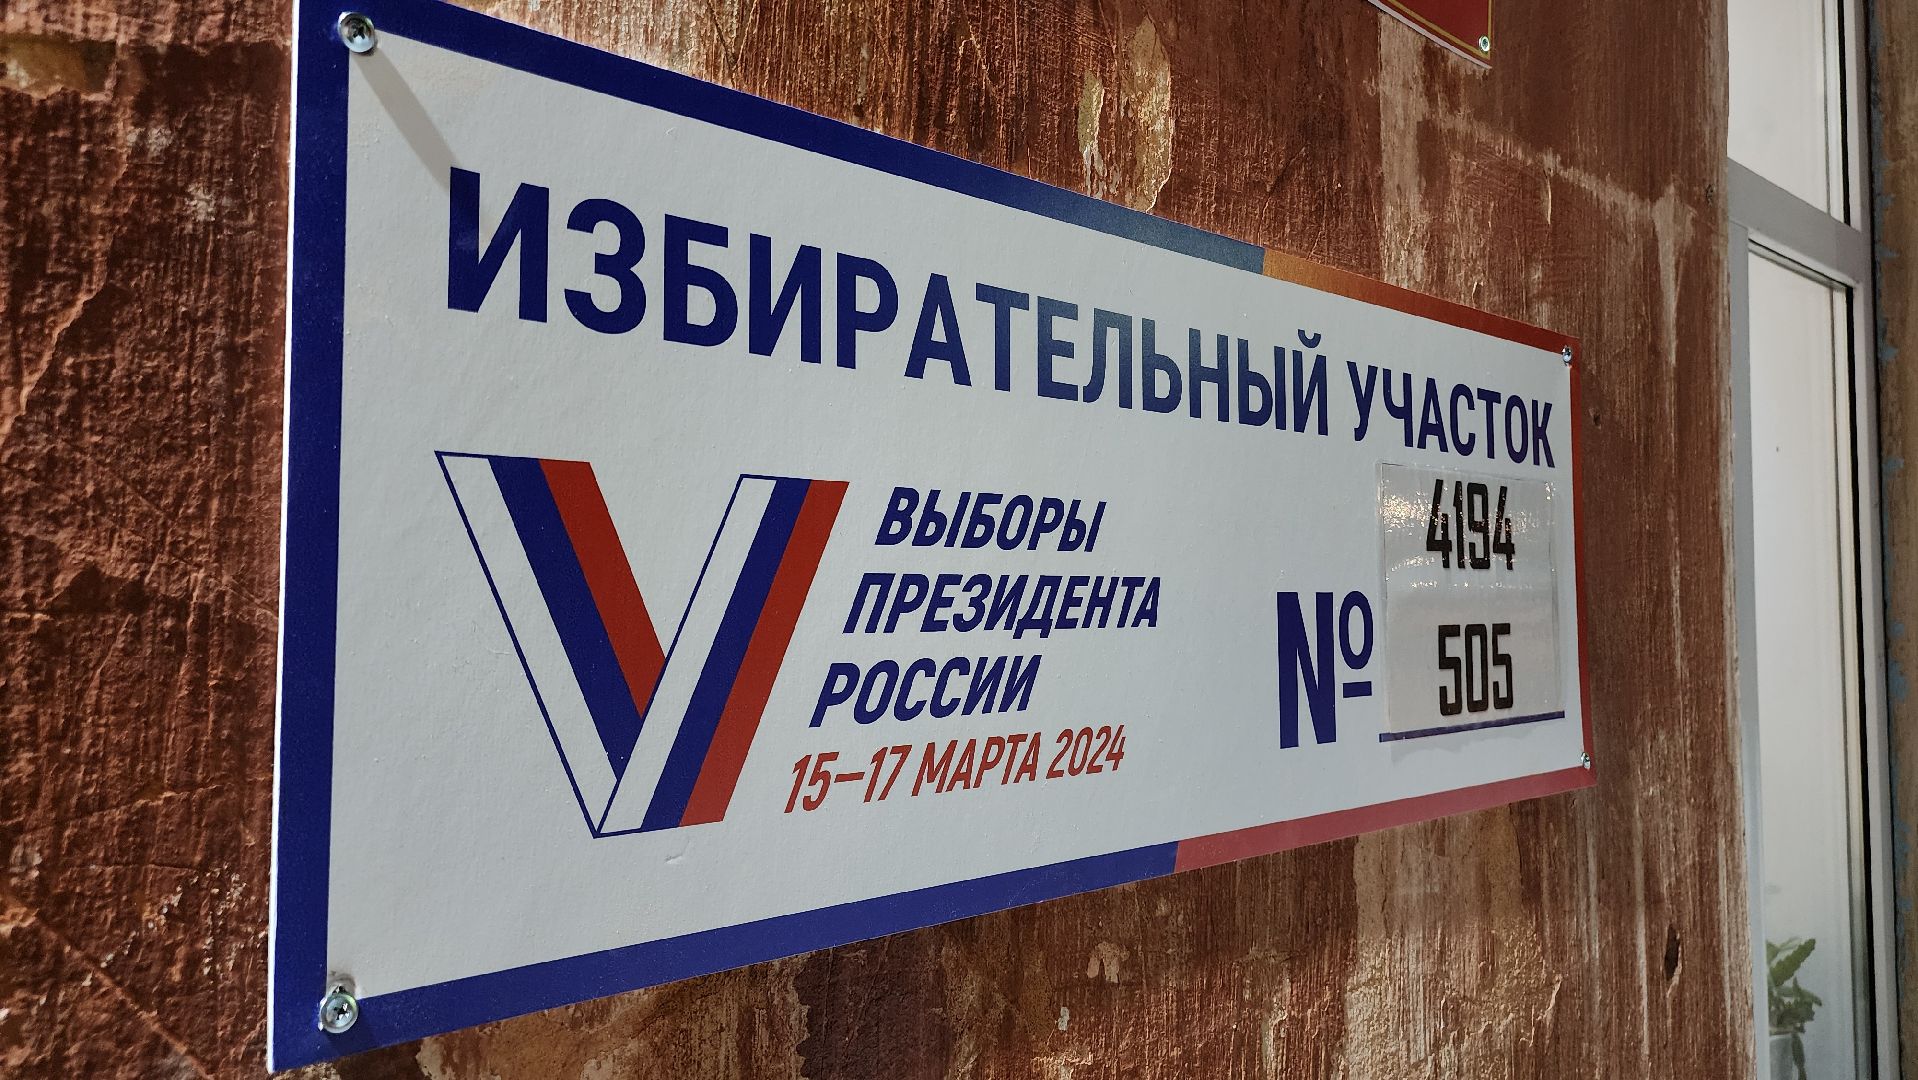 ИЗБИРАТЕЛЬНЫЙ УЧАСТОК
ВЫБОРЫ
ПРЕЗИДЕНТА
РОССИИ
15–17 МАРТА 2024
№
4194
505